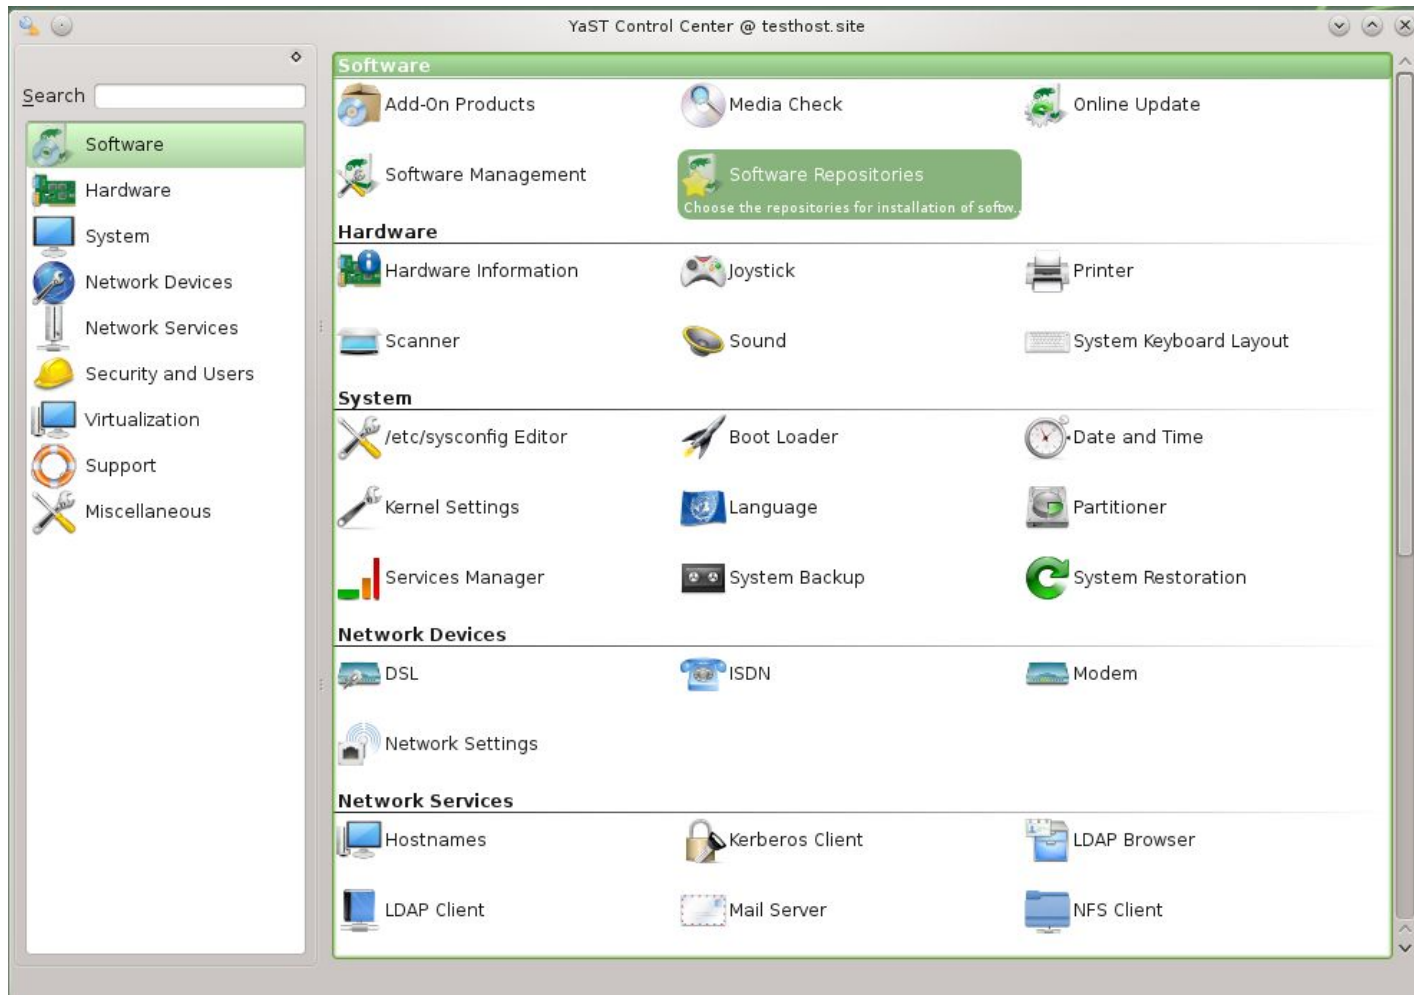 YaST Control Center @ testhost.site
Search
Software
Hardware
System
Network Devices
Network Services
Security and Users
Virtualization
Support
Miscellaneous
Software
Add-On Products Media Check Online Update
Software Management Software Repositories
Choose the repositories for installation of softw..
Hardware
Hardware Information Joystick Printer
Scanner Sound System Keyboard Layout
System
/etc/sysconfig Editor Boot Loader Date and Time
Kernel Settings Language Partitioner
Services Manager System Backup System Restoration
Network Devices
DSL ISDN Modem
Network Settings
Network Services
Hostnames Kerberos Client LDAP Browser
LDAP Client Mail Server NFS Client